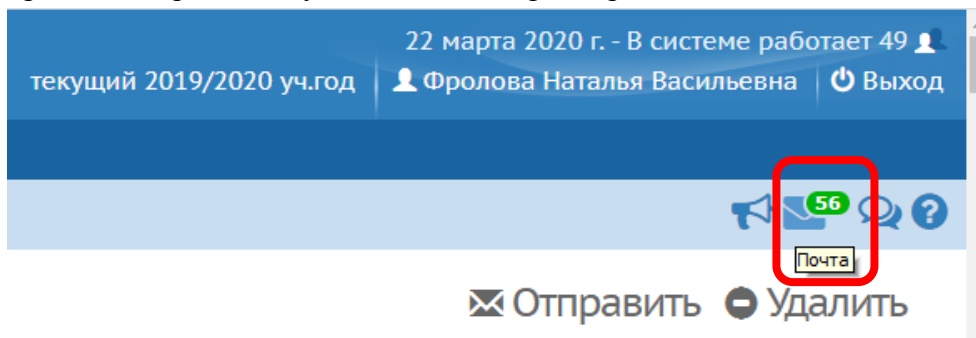 22 марта 2020 г. - В системе работает 49
текущий 2019/2020 уч.год Фролова Наталья Васильевна Выход
56
Почта
Отправить Удалить